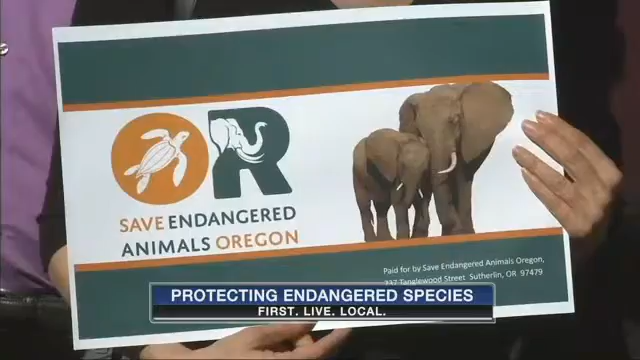 OR
SAVE ENDANGERED
ANIMALS OREGON
Paid for by Save Endangered Animals Oregon,
Tanglewood Street Sutherlin, OR 97479
PROTECTING ENDANGERED SPECIES
FIRST. LIVE. LOCAL.